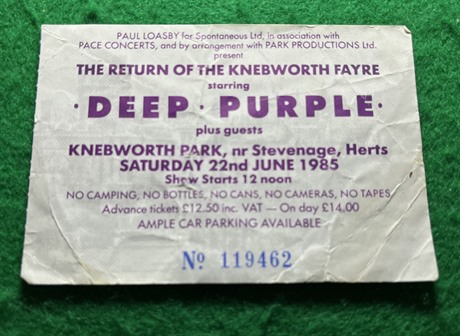 PAUL LOASBY for Spontaneous Ltd, in association with
PACE CONCERTS, and by arrangement with PARK PRODUCTIONS Ltd.
present
THE RETURN OF THE KNEBWORTH FAYRE
starring
· DEEP · PURPLE ·
plus guests
KNEBWORTH PARK, nr Stevenage, Herts
SATURDAY 22nd JUNE 1985
Show Starts 12 noon
NO CAMPING, NO BOTTLES, NO CANS, NO CAMERAS, NO TAPES
Advance tickets £12.50 inc. VAT — On day £14.00
AMPLE CAR PARKING AVAILABLE
Nº 119462